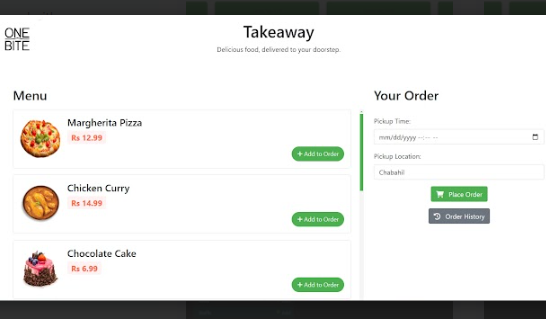 ONE
BITE
Takeaway
Delicious food, delivered to your doorstep.
Menu
Margherita Pizza
Rs 12.99
+ Add to Order
Chicken Curry
Rs 14.99
+ Add to Order
Chocolate Cake
Rs 6.99
+ Add to Order
Your Order
Pickup Time:
mm/dd/yyyy --:-- --
Pickup Location:
Chabahil
Place Order
Order History